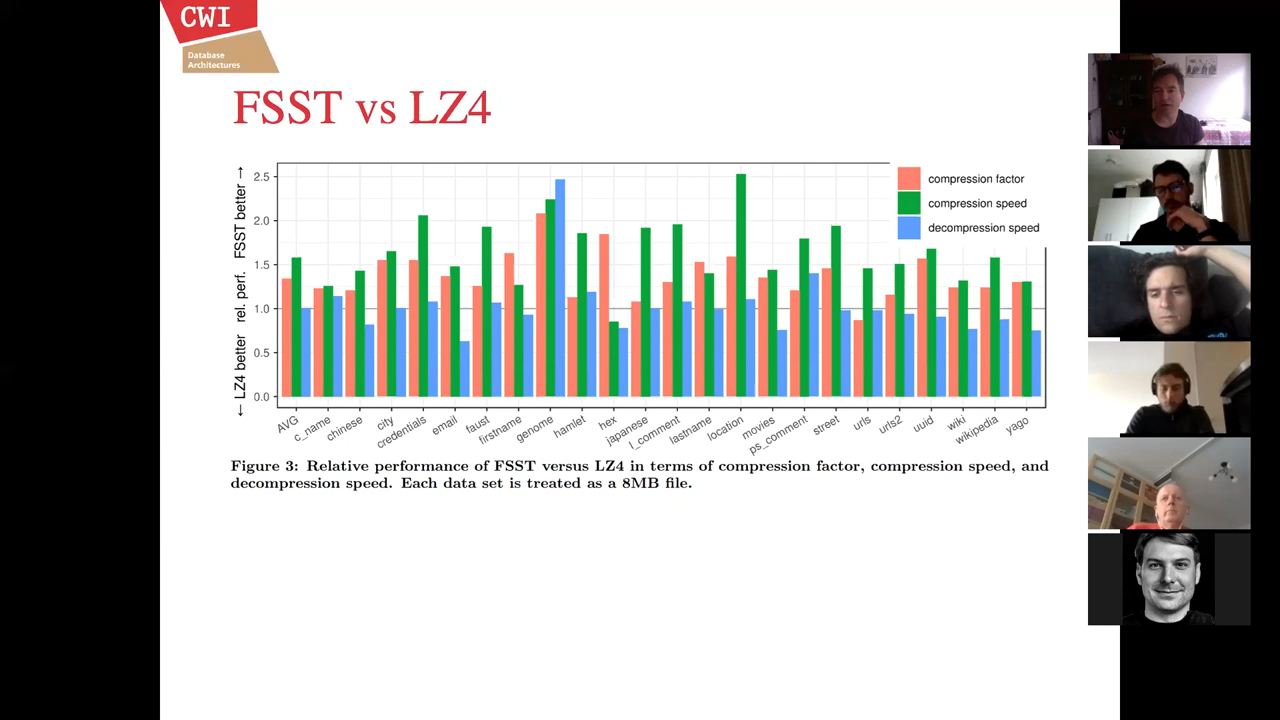 CWI
Database
Architectures
FSST vs LZ4
← LZ4 better rel. perf. FSST better →
2.5
2.0
1.5
1.0
0.5
0.0
compression factor
compression speed
decompression speed
AVG
c_name
chinese
city
credentials
email
faust
firstname
genome
hamlet
hex
japanese
l_comment
lastname
location
movies
ps_comment
street
urls
urls2
uuid
wiki
wikipedia
yago
Figure 3: Relative performance of FSST versus LZ4 in terms of compression factor, compression speed, and
decompression speed. Each data set is treated as a 8MB file.